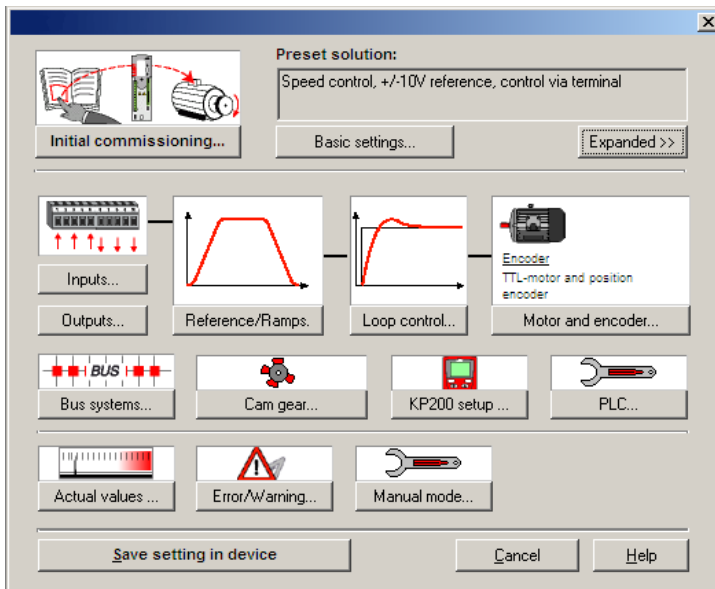 Preset solution:
Speed control, +/-10V reference, control via terminal
Initial commissioning...
Basic settings...
Expanded >>
Encoder
TTL-motor and position
encoder
Inputs...
Outputs...
Reference/Ramps.
Loop control...
Motor and encoder...
BUS
Bus systems...
Cam gear...
KP200 setup ...
PLC...
Actual values ...
Error/Warning...
Manual mode...
Save setting in device
Cancel
Help